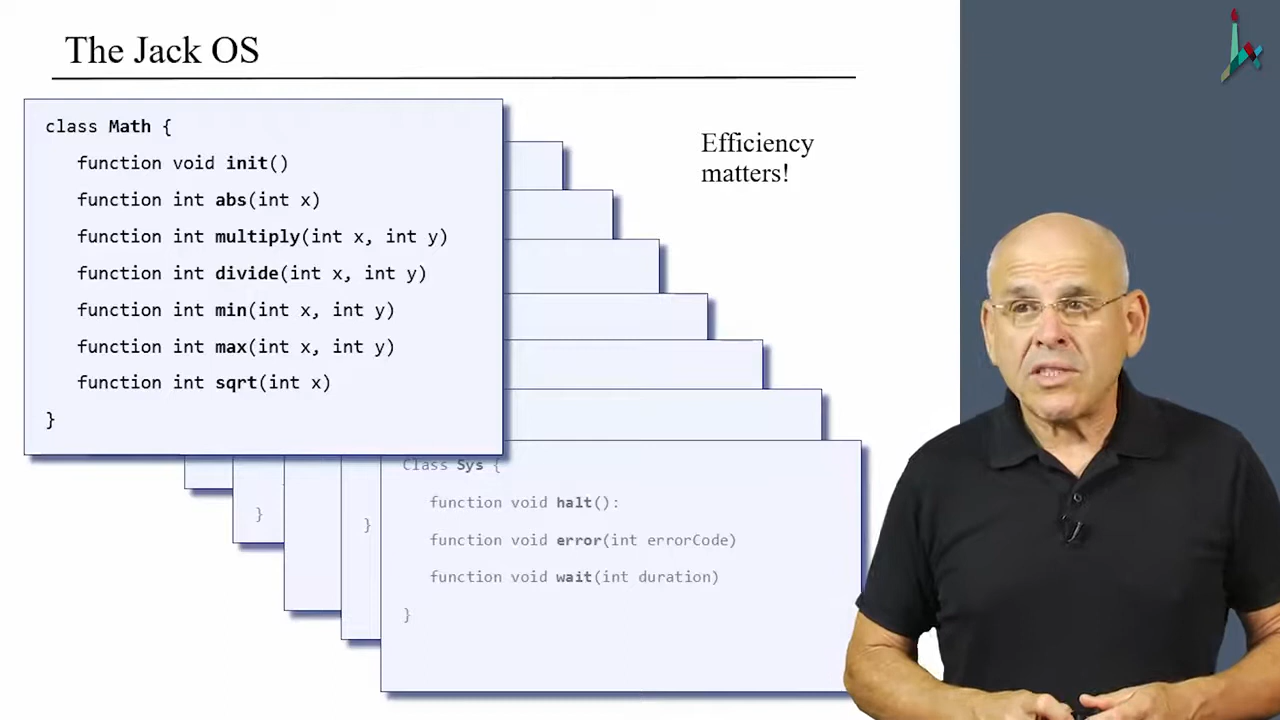 The Jack OS
class Math {
function void init()
function int abs(int x)
function int multiply(int x, int y)
function int divide(int x, int y)
function int min(int x, int y)
function int max(int x, int y)
function int sqrt(int x)
}
Efficiency
matters!
}
}
Class Sys {
function void halt():
function void error(int errorCode)
function void wait(int duration)
}